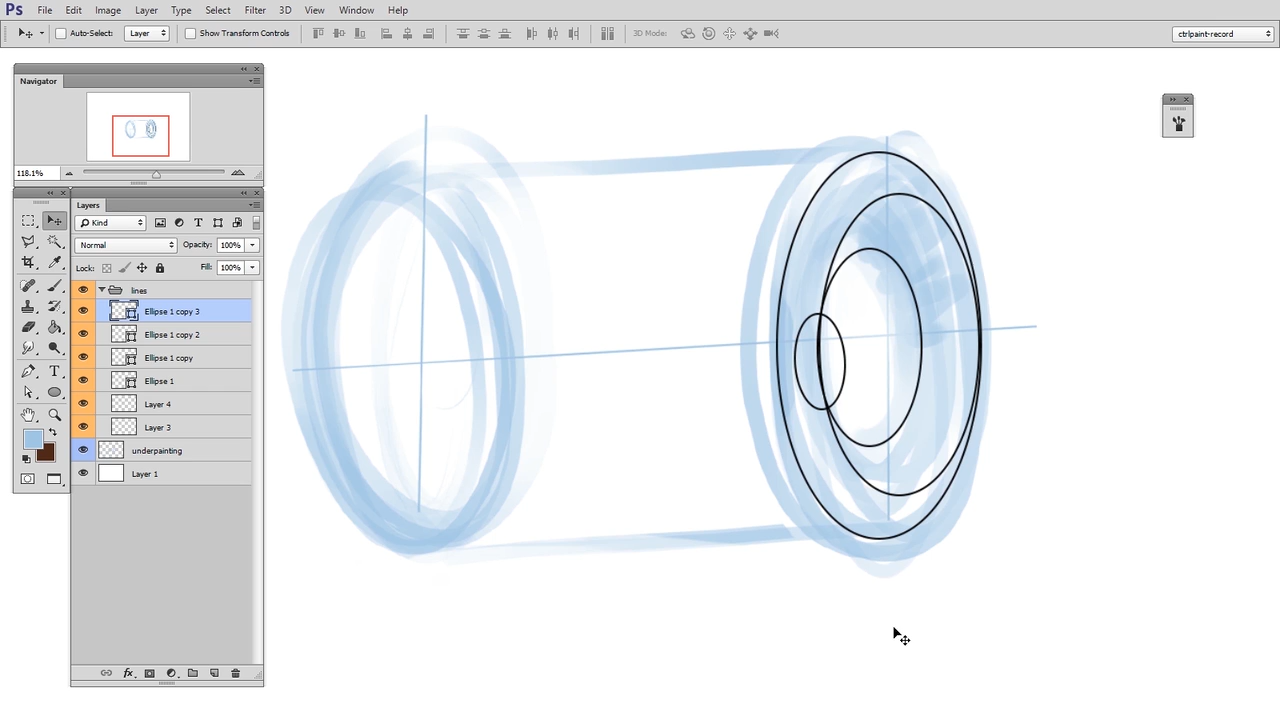 Ps File Edit Image Layer Type Select Filter 3D View Window Help
Auto-Select: Layer Show Transform Controls 3D Mode: ctrlpaint-record
Navigator
118.1%
Layers
Kind T
Normal Opacity: 100%
Lock: Fill: 100%
lines
Ellipse 1 copy 3
Ellipse 1 copy 2
Ellipse 1 copy
Ellipse 1
T
Layer 4
Layer 3
underpainting
Layer 1
fx